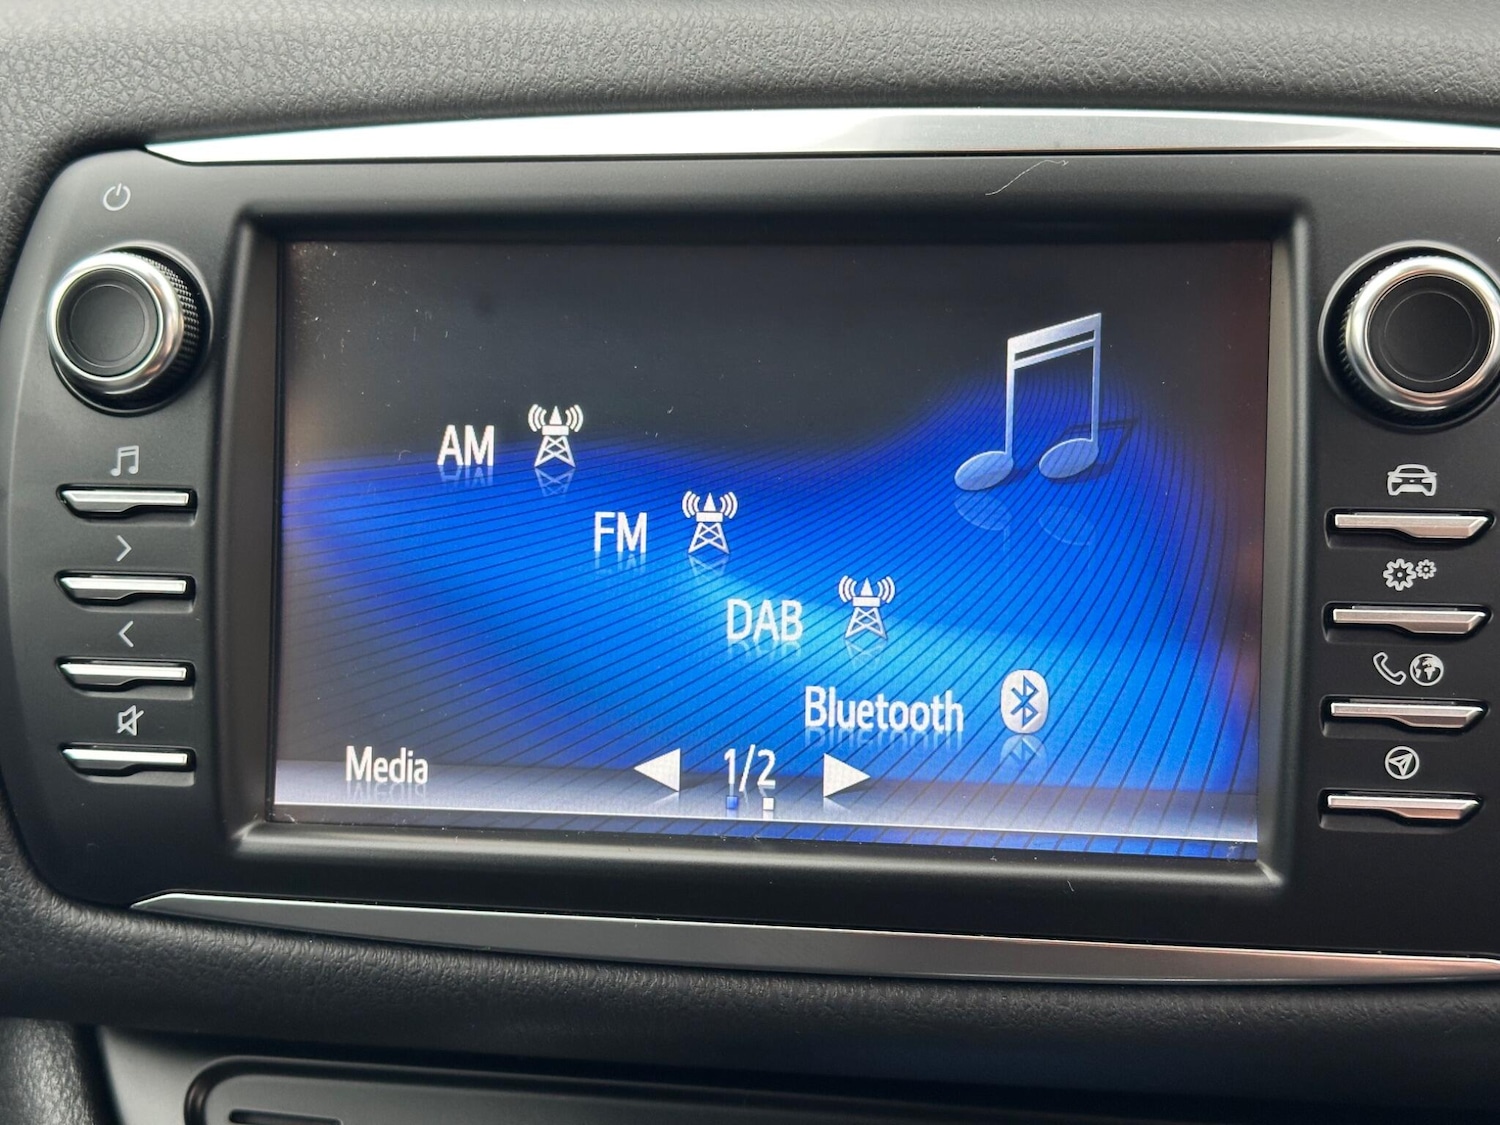 AM
FM
DAB
Bluetooth
Media
1/2